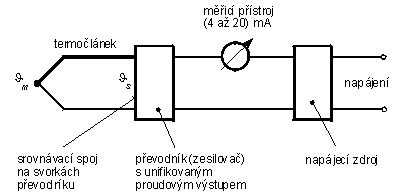 měřicí přístroj
(4 až 20) mA
termočlánek
ϑm
ϑs
napájení
srovnávací spoj
na svorkách
převodríku
převodník (zesilovač)
s unifikovaným
proudovým výstupem
napájecí zdroj